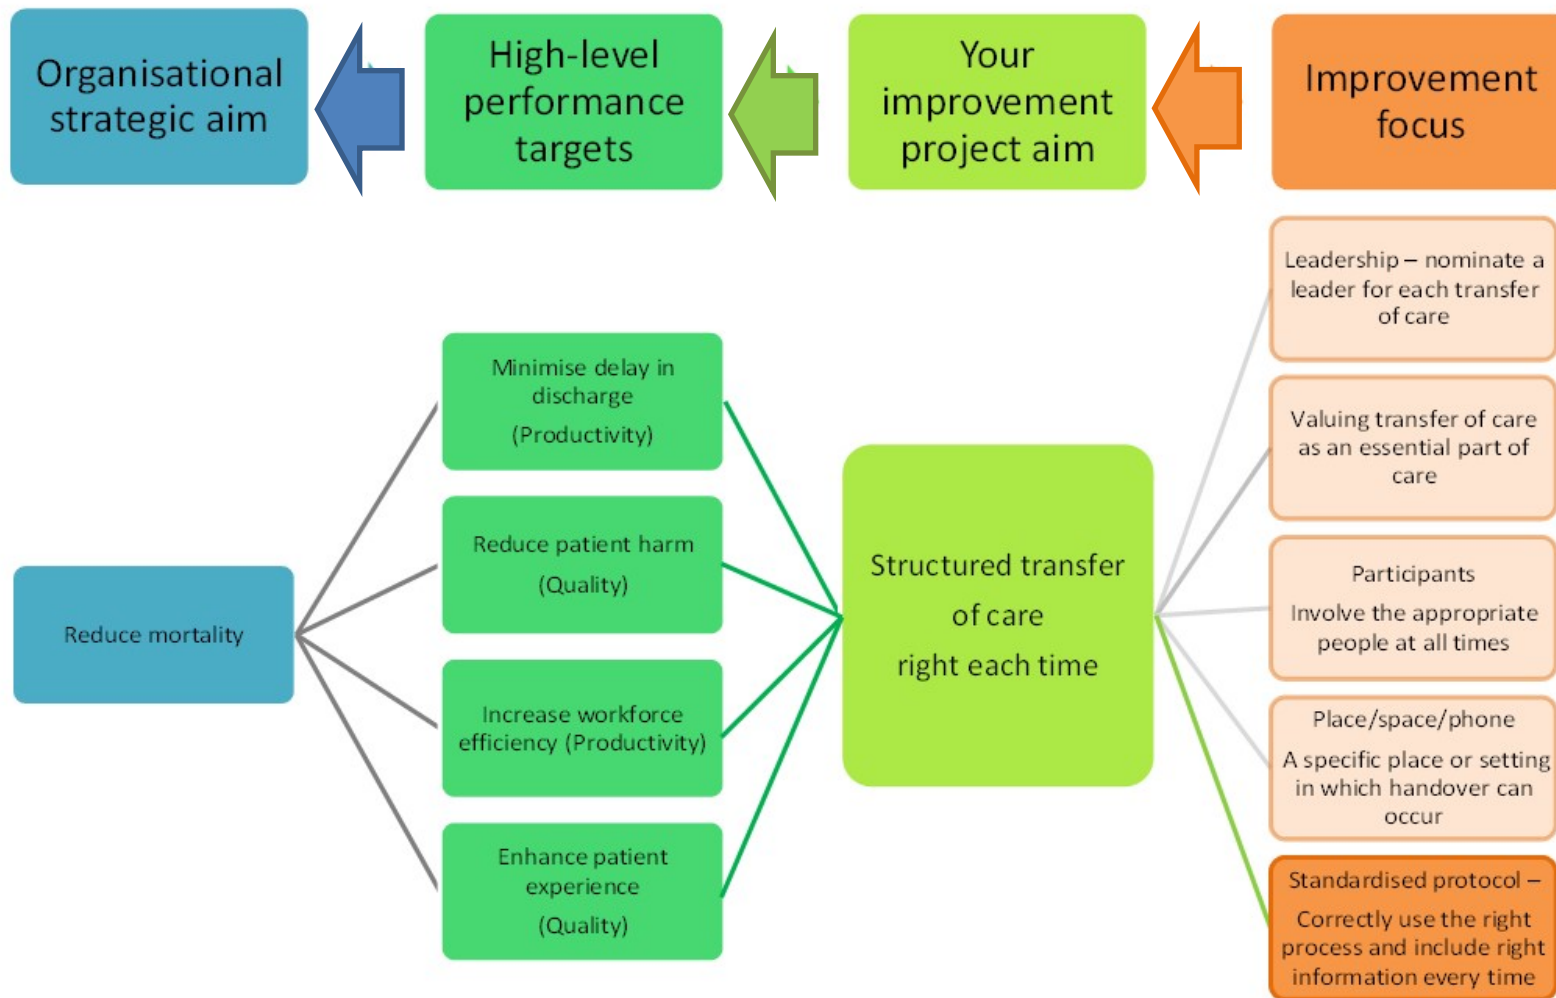 Organisational
strategic aim
High-level
performance
targets
Your
improvement
project aim
Improvement
focus
Reduce mortality
Minimise delay in
discharge
(Productivity)
Reduce patient harm
(Quality)
Increase workforce
efficiency (Productivity)
Enhance patient
experience
(Quality)
Structured transfer
of care
right each time
Leadership – nominate a
leader for each transfer
of care
Valuing transfer of care
as an essential part of
care
Participants
Involve the appropriate
people at all times
Place/space/phone
A specific place or setting
in which handover can
occur
Standardised protocol –
Correctly use the right
process and include right
information every time